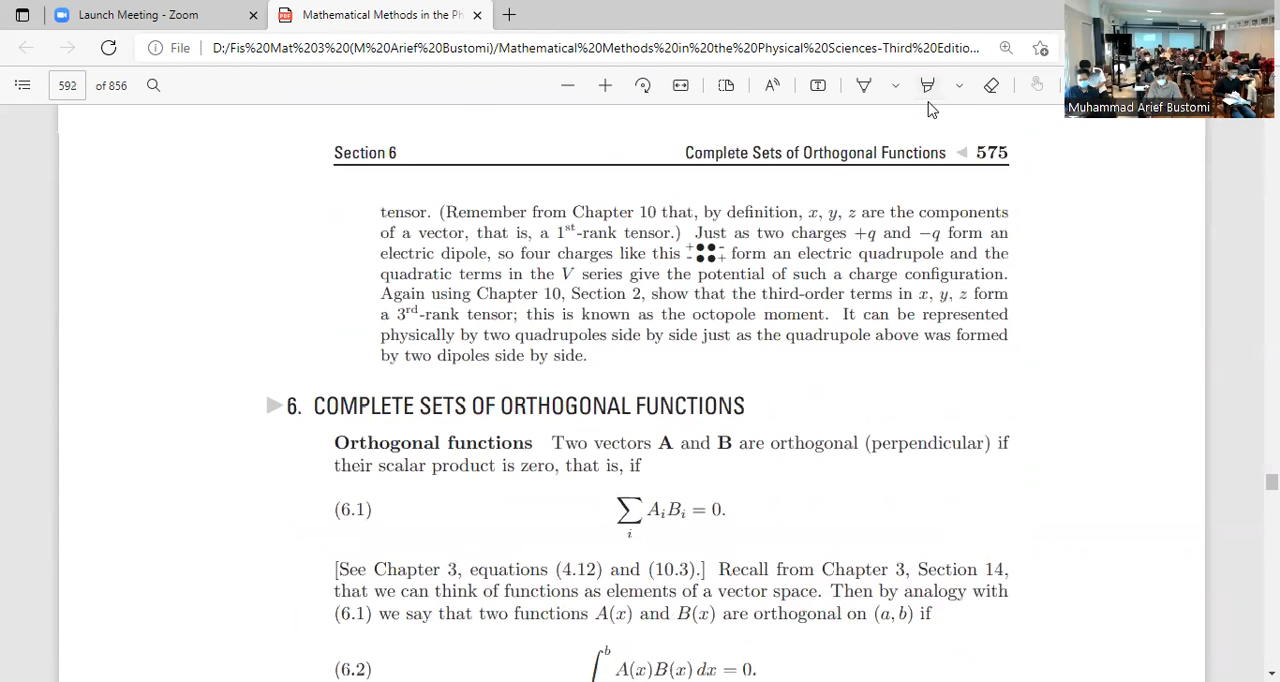 Launch Meeting - Zoom
Mathematical Methods in the Ph
File D:/Fis%20Mat%203%20(M%20Arief%20Bustomi)/Mathematical%20Methods%20in%20the%20Physical%20Sciences-Third%20Editio...
592 of 856
Muhammad Arief Bustomi
Section 6 Complete Sets of Orthogonal Functions 575
tensor. (Remember from Chapter 10 that, by definition, x, y, z are the components
of a vector, that is, a 1st-rank tensor.) Just as two charges +q and −q form an
electric dipole, so four charges like this +●●- -●●+ form an electric quadrupole and the
quadratic terms in the V series give the potential of such a charge configuration.
Again using Chapter 10, Section 2, show that the third-order terms in x, y, z form
a 3rd-rank tensor; this is known as the octopole moment. It can be represented
physically by two quadrupoles side by side just as the quadrupole above was formed
by two dipoles side by side.
6. COMPLETE SETS OF ORTHOGONAL FUNCTIONS
Orthogonal functions Two vectors A and B are orthogonal (perpendicular) if
their scalar product is zero, that is, if
(6.1) ∑i AiBi = 0.
[See Chapter 3, equations (4.12) and (10.3).] Recall from Chapter 3, Section 14,
that we can think of functions as elements of a vector space. Then by analogy with
(6.1) we say that two functions A(x) and B(x) are orthogonal on (a, b) if
(6.2) ∫b A(x)B(x) dx = 0.